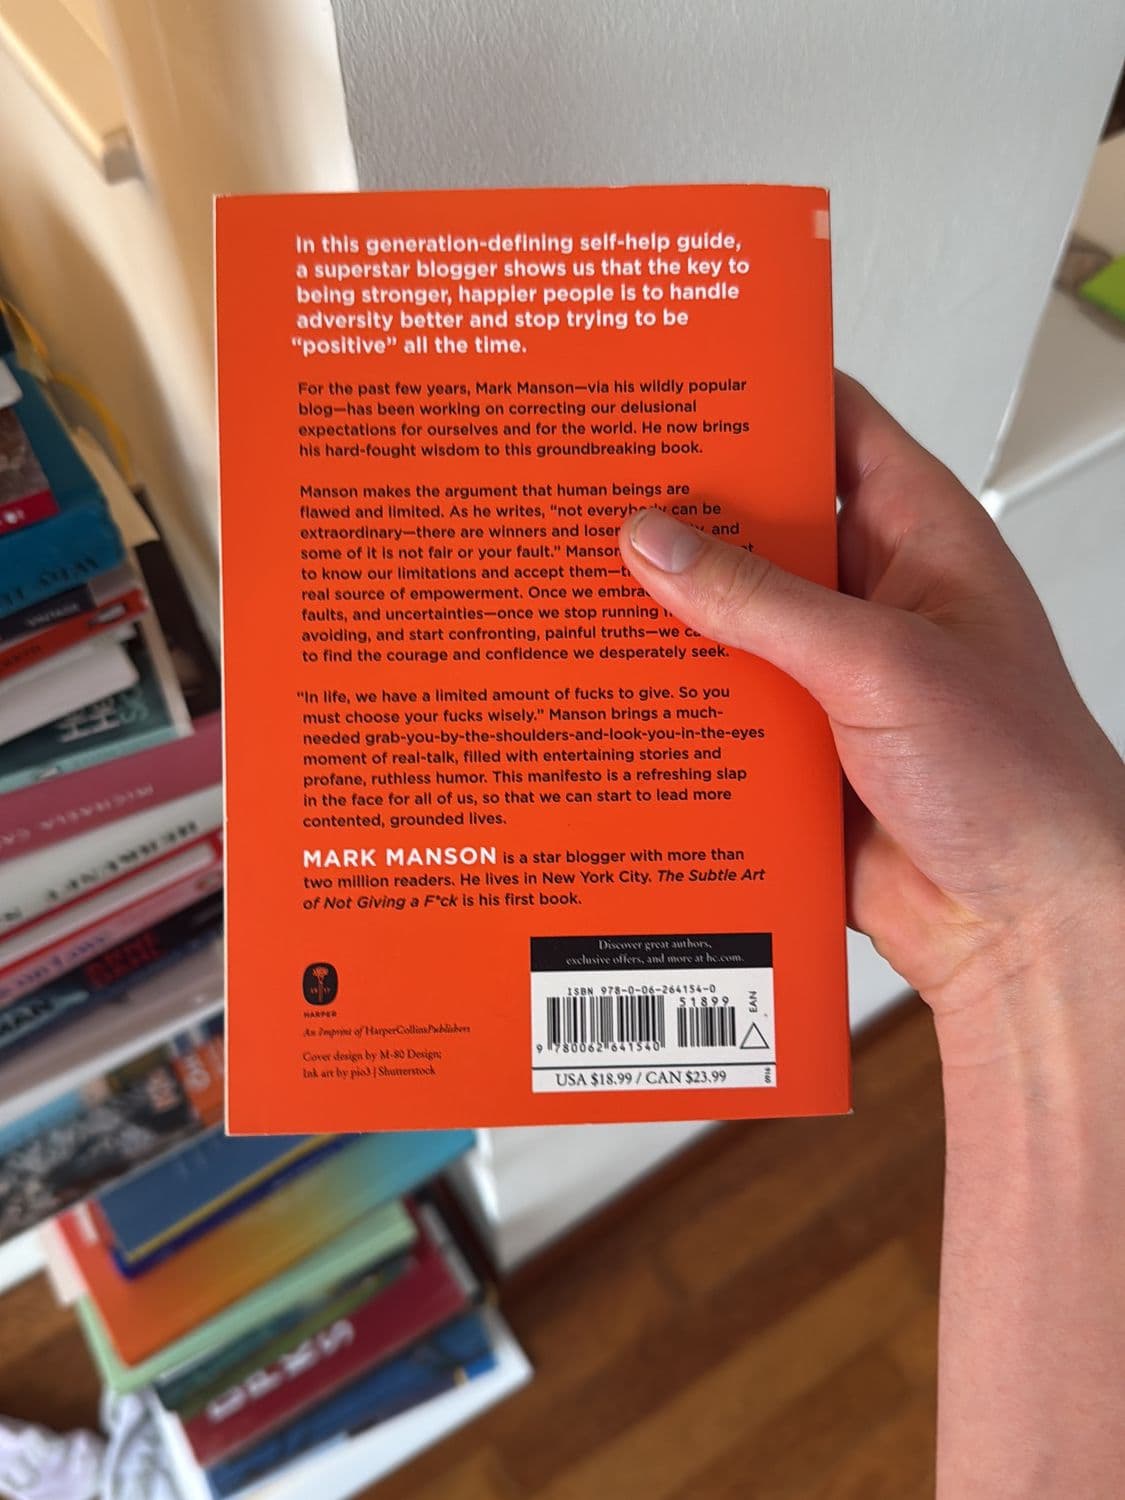 In this generation-defining self-help guide,
a superstar blogger shows us that the key to
being stronger, happier people is to handle
adversity better and stop trying to be
“positive” all the time.
For the past few years, Mark Manson—via his wildly popular
blog—has been working on correcting our delusional
expectations for ourselves and for the world. He now brings
his hard-fought wisdom to this groundbreaking book.
Manson makes the argument that human beings are
flawed and limited. As he writes, “not everybody can be
extraordinary—there are winners and and
some of it is not fair or your fault.” Manson
to know our limitations and accept them—
real source of empowerment. Once we
faults, and uncertainties—once we stop running
avoiding, and start confronting, painful truths—we
to find the courage and confidence we desperately seek.
“In life, we have a limited amount of fucks to give. So you
must choose your fucks wisely.” Manson brings a much-
needed grab-you-by-the-shoulders-and-look-you-in-the-eyes
moment of real-talk, filled with entertaining stories and
profane, ruthless humor. This manifesto is a refreshing slap
in the face for all of us, so that we can start to lead more
contented, grounded lives.
MARK MANSON is a star blogger with more than
two million readers. He lives in New York City. The Subtle Art
of Not Giving a F*ck is his first book.
HARPER
An Imprint of HarperCollinsPublishers
Cover design by M-80 Design;
Ink art by pio3 | Shutterstock
Discover great authors,
exclusive offers, and more at hc.com.
ISBN 978-0-06-264154-0
51899
EAN
9 780062 641540
USA $18.99 / CAN $23.99
0916